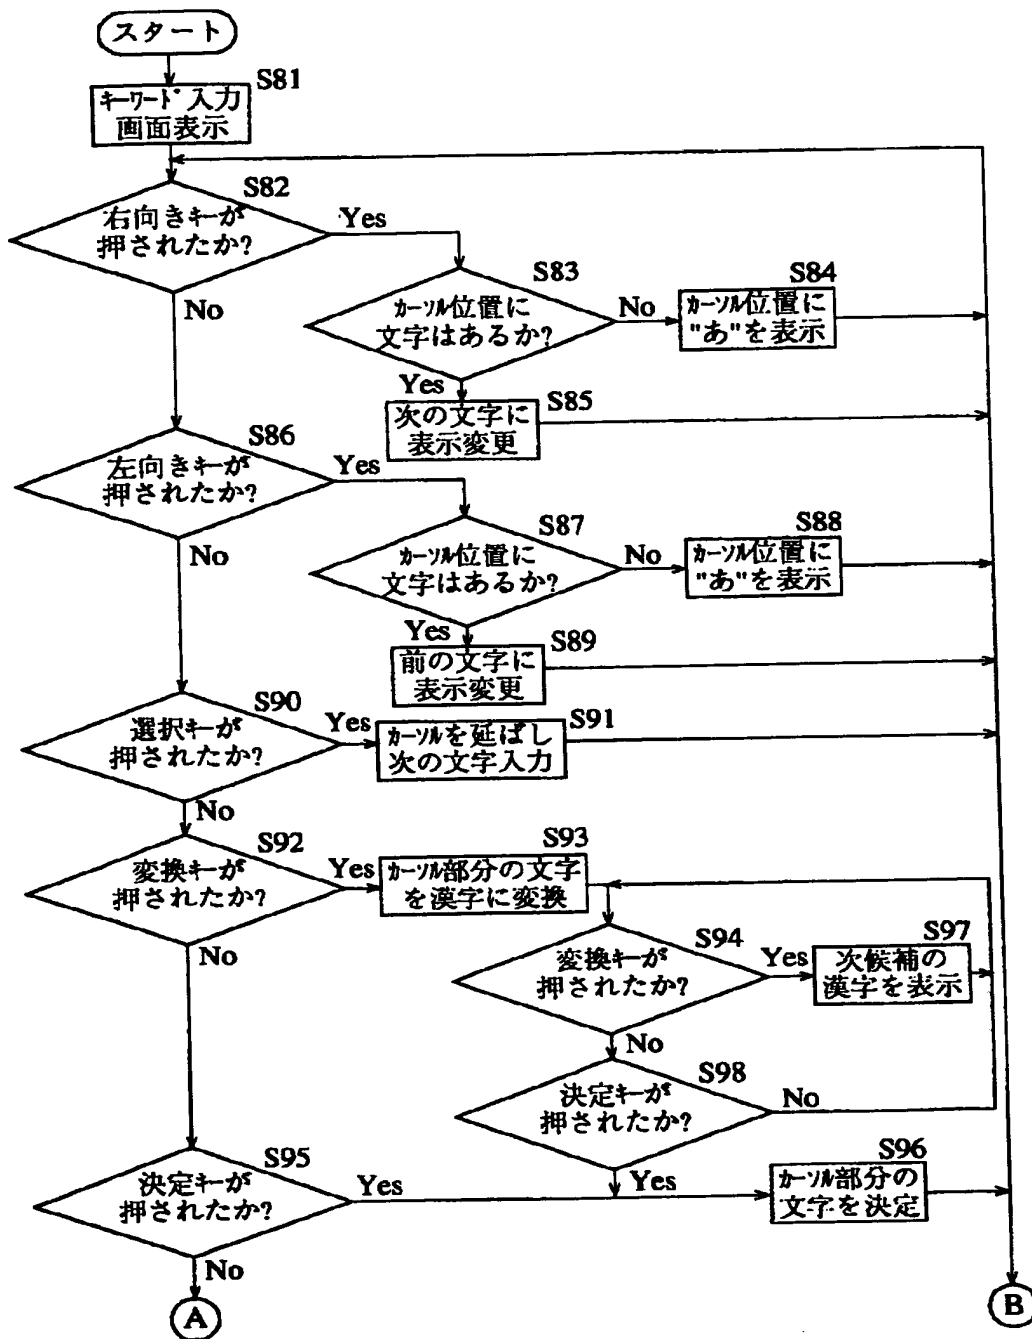 スタート
S81
キーワード入力
画面表示
S82
右向きキーが
押されたか?
Yes
No
S83
カーソル位置に
文字はあるか?
No
Yes
S84
カーソル位置に
"あ"を表示
S85
次の文字に
表示変更
S86
左向きキーが
押されたか?
Yes
No
S87
カーソル位置に
文字はあるか?
No
Yes
S88
カーソル位置に
"あ"を表示
S89
前の文字に
表示変更
S90
選択キーが
押されたか?
Yes
No
S91
カーソルを延ばし
次の文字入力
S92
変換キーが
押されたか?
Yes
No
S93
カーソル部分の文字
を漢字に変換
S94
変換キーが
押されたか?
Yes
No
S97
次候補の
漢字を表示
S98
決定キーが
押されたか?
No
Yes
S95
決定キーが
押されたか?
Yes
No
S96
カーソル部分の
文字を決定
A
B